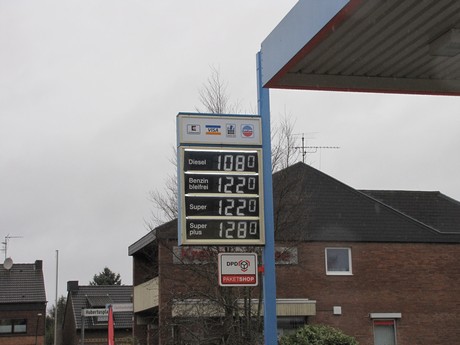 VISA
Diesel 1080
Benzin
bleifrei 1220
Super 1220
Super
plus 1280
DPD
PAKETSHOP